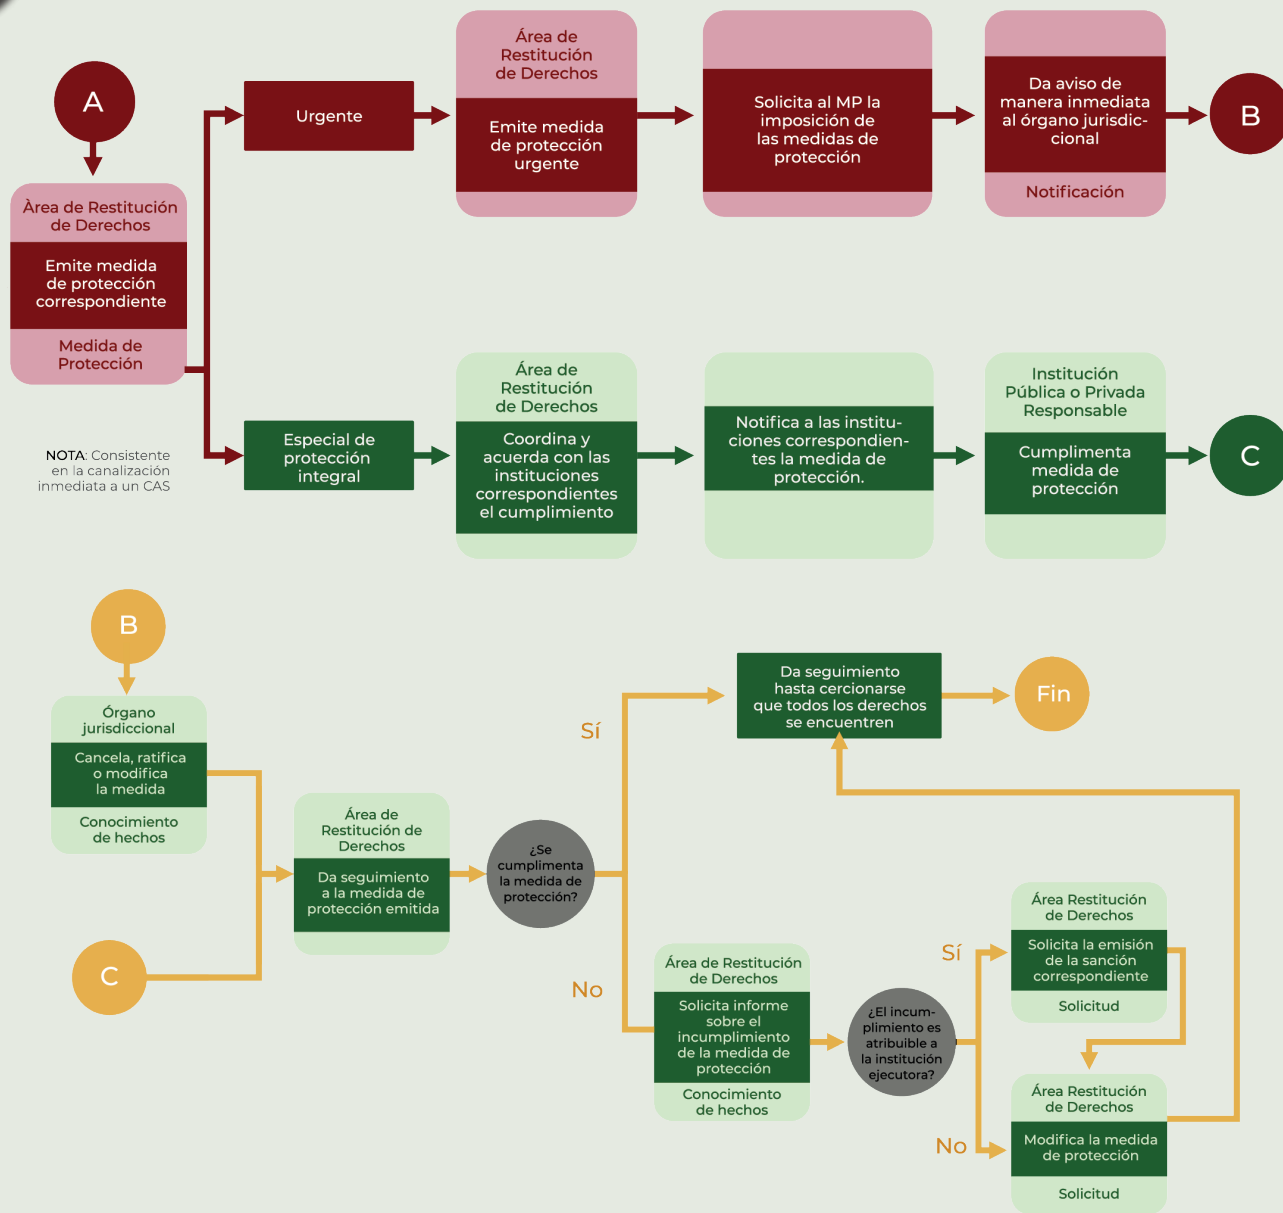 A
Àrea de Restitución
de Derechos
Emite medida
de protección
correspondiente
Medida de
Protección
NOTA: Consistente
en la canalización
inmediata a un CAS
Urgente
Área de
Restitución
de Derechos
Emite medida
de protección
urgente
Solicita al MP la
imposición de
las medidas de
protección
Da aviso de
manera inmediata
al órgano jurisdic-
cional
Notificación
B
Especial de
protección
integral
Área de
Restitución
de Derechos
Coordina y
acuerda con las
instituciones
correspondientes
el cumplimiento
Notifica a las institu-
ciones correspondien-
tes la medida de
protección.
Institución
Pública o Privada
Responsable
Cumplimenta
medida de
protección
C
B
Órgano
jurisdiccional
Cancela, ratifica
o modifica
la medida
Conocimiento
de hechos
C
Área de
Restitución de
Derechos
Da seguimiento
a la medida de
protección emitida
¿Se
cumplimenta
la medida de
protección?
Sí
Da seguimiento
hasta cercionarse
que todos los derechos
se encuentren
Fin
No
Área de Restitución
de Derechos
Solicita informe
sobre el
incumplimiento
de la medida de
protección
Conocimiento
de hechos
¿El incum-
plimiento es
atribuible a
la institución
ejecutora?
Sí
Área Restitución
de Derechos
Solicita la emisión
de la sanción
correspondiente
Solicitud
No
Área Restitución
de Derechos
Modifica la medida
de protección
Solicitud